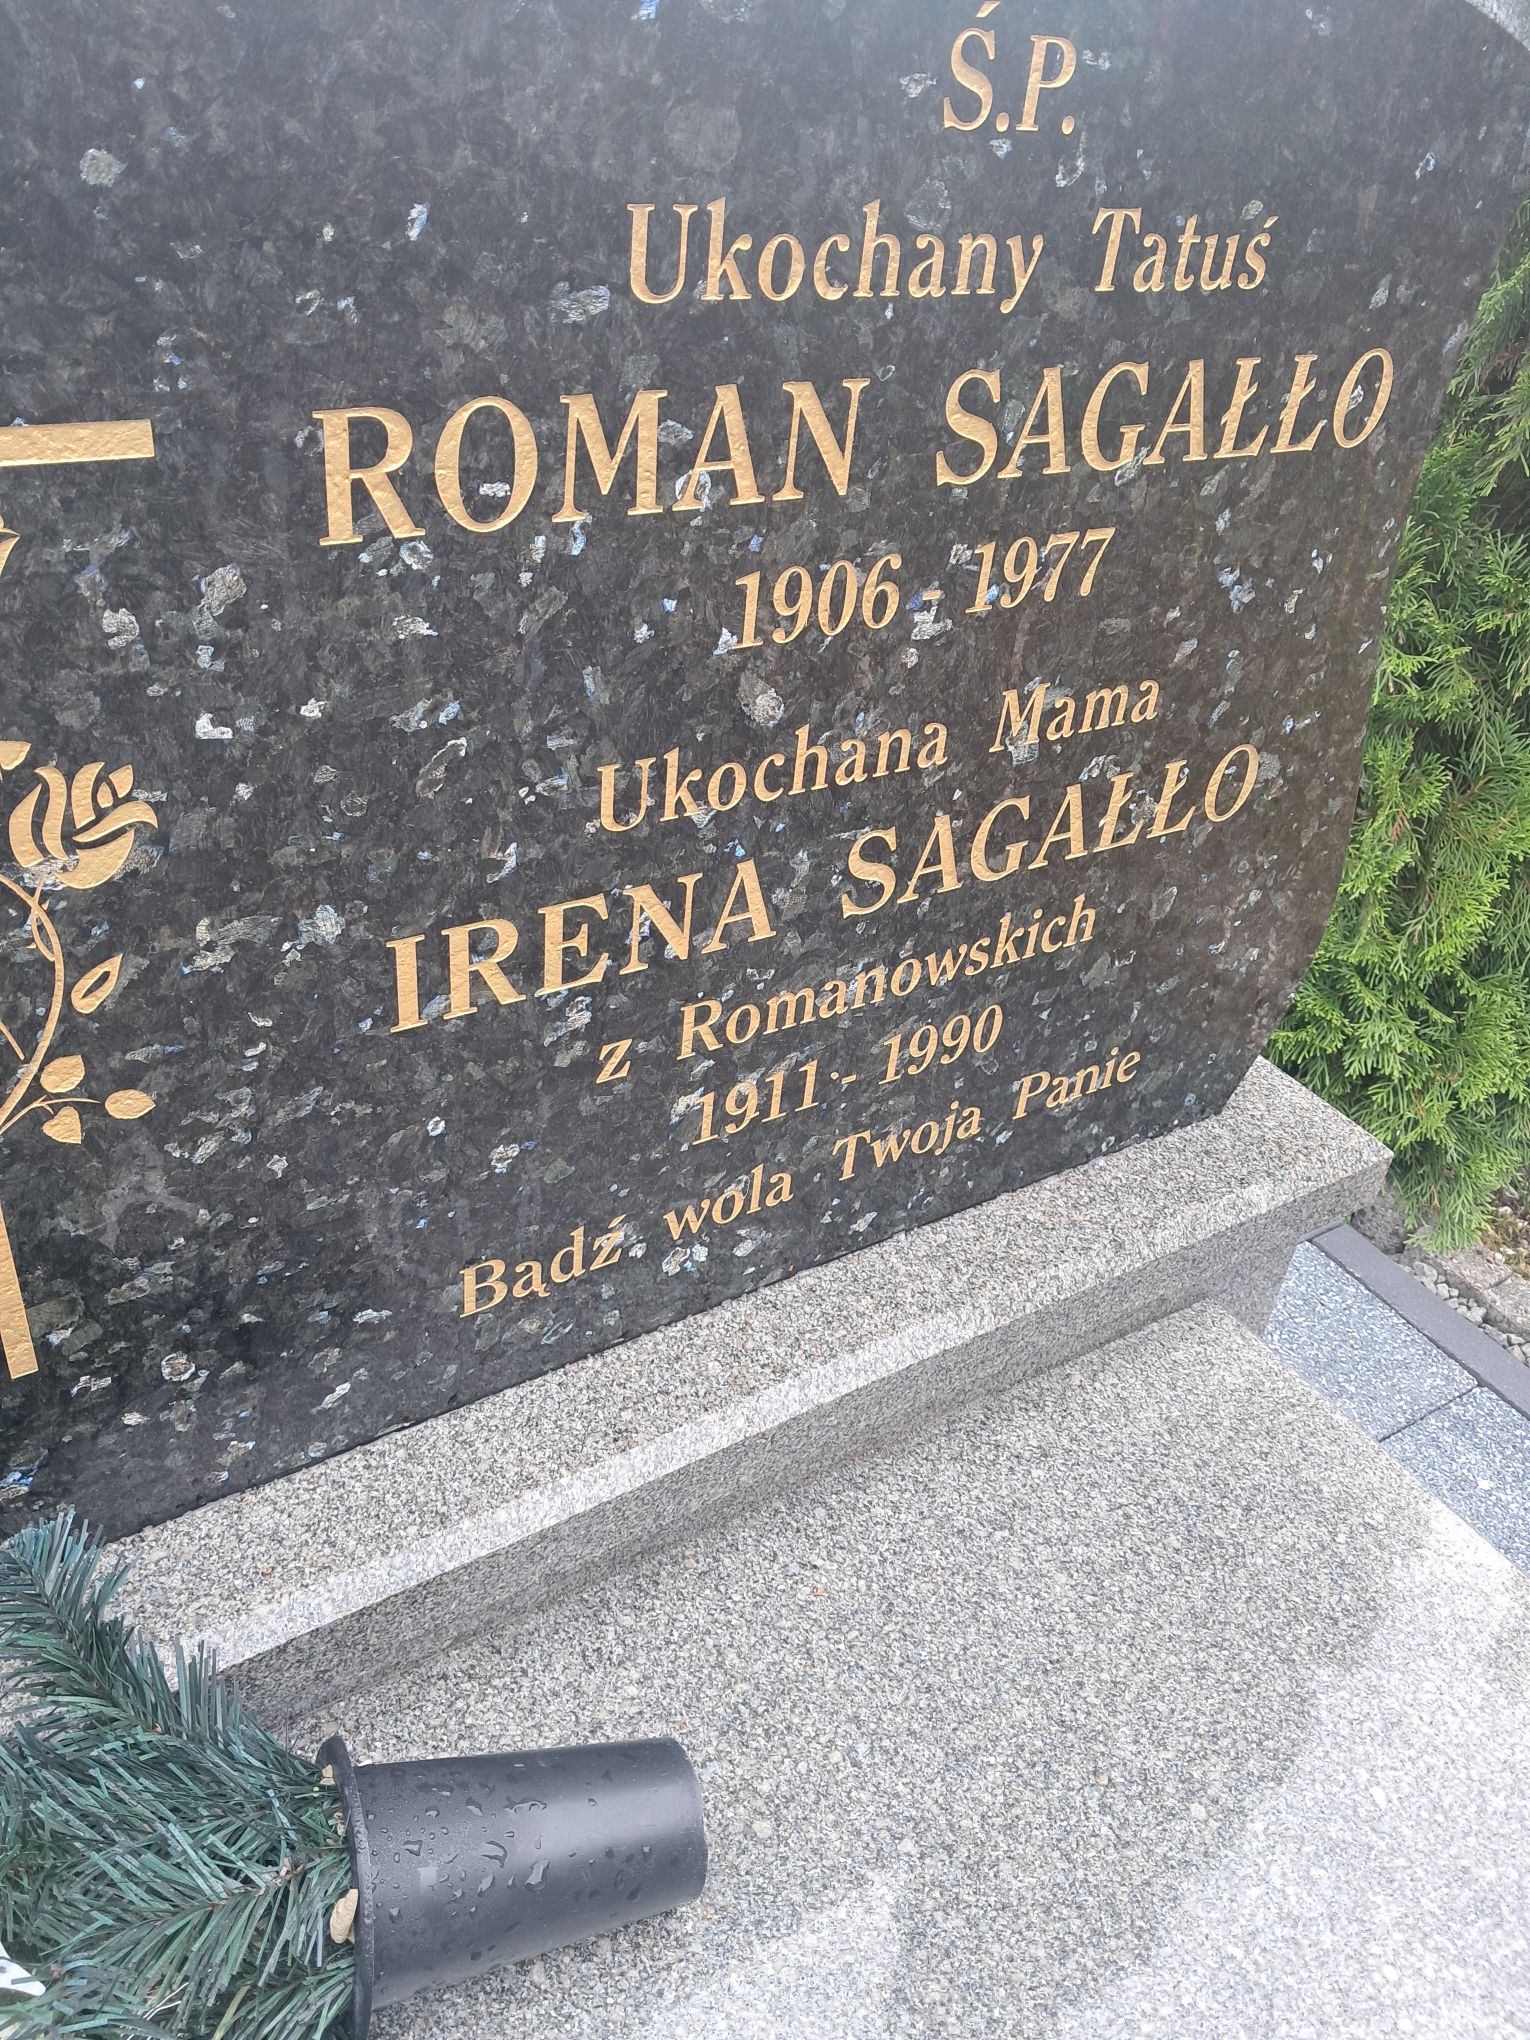 Ś.P.
Ukochany Tatuś
ROMAN SAGAŁŁO
1906 - 1977
Ukochana Mama
IRENA SAGAŁŁO
z Romanowskich
1911 - 1990
Bądź wola Twoja Panie